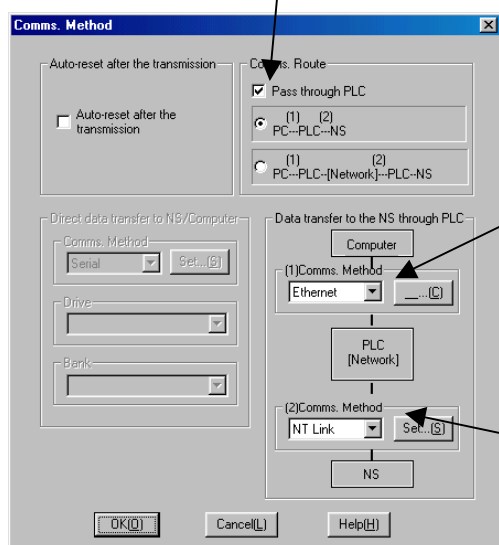 Comms. Method
Auto-reset after the transmission
Auto-reset after the
transmission
Comms. Route
Pass through PLC
(1) (2)
PC---PLC---NS
(1) (2)
PC---PLC--[Network]---PLC--NS
Direct data transfer to NS/Computer
Comms. Method
Serial
Set...(S)
Drive
Bank
Data transfer to the NS through PLC
Computer
(1)Comms. Method
Ethernet
__...(C)
PLC
[Network]
(2)Comms. Method
NT Link
Set...(S)
NS
OK(O)
Cancel(L)
Help(H)